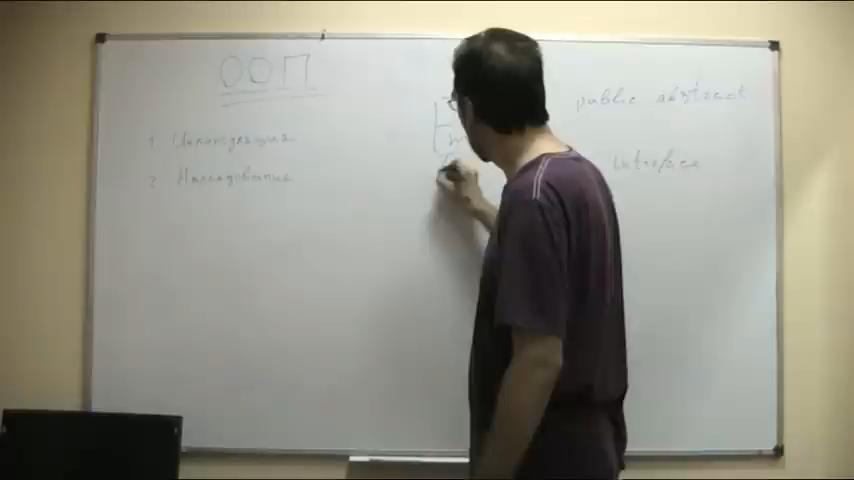 ООП
1 Инкапсуляция
2 Наследование
public abstract
interface